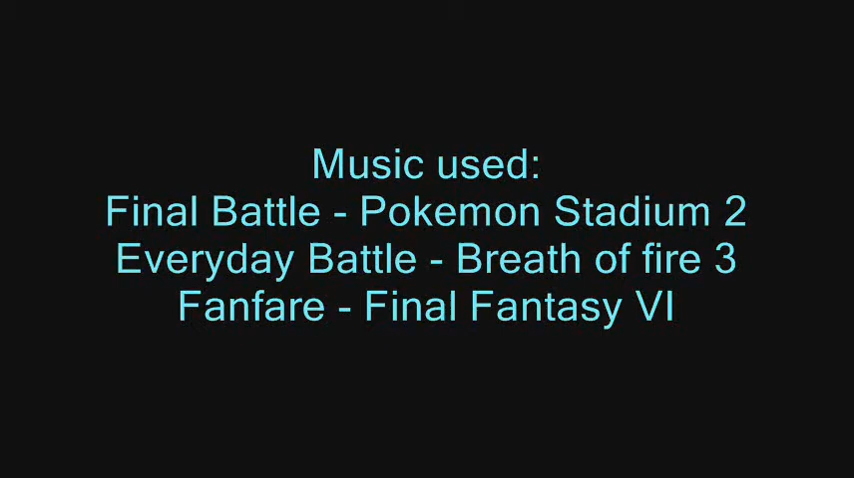 Music used:
Final Battle - Pokemon Stadium 2
Everyday Battle - Breath of fire 3
Fanfare - Final Fantasy VI